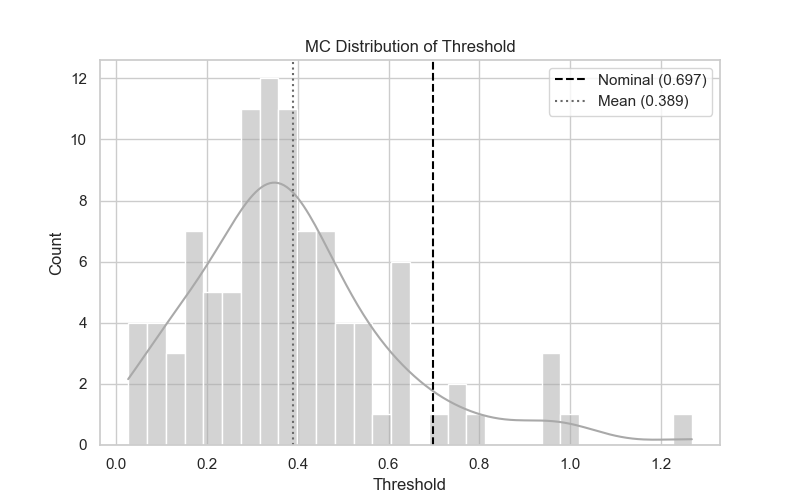 MC Distribution of Threshold
Nominal (0.697)
Mean (0.389)
12
10
8
6
4
2
0
Count
0.0 0.2 0.4 0.6 0.8 1.0 1.2
Threshold